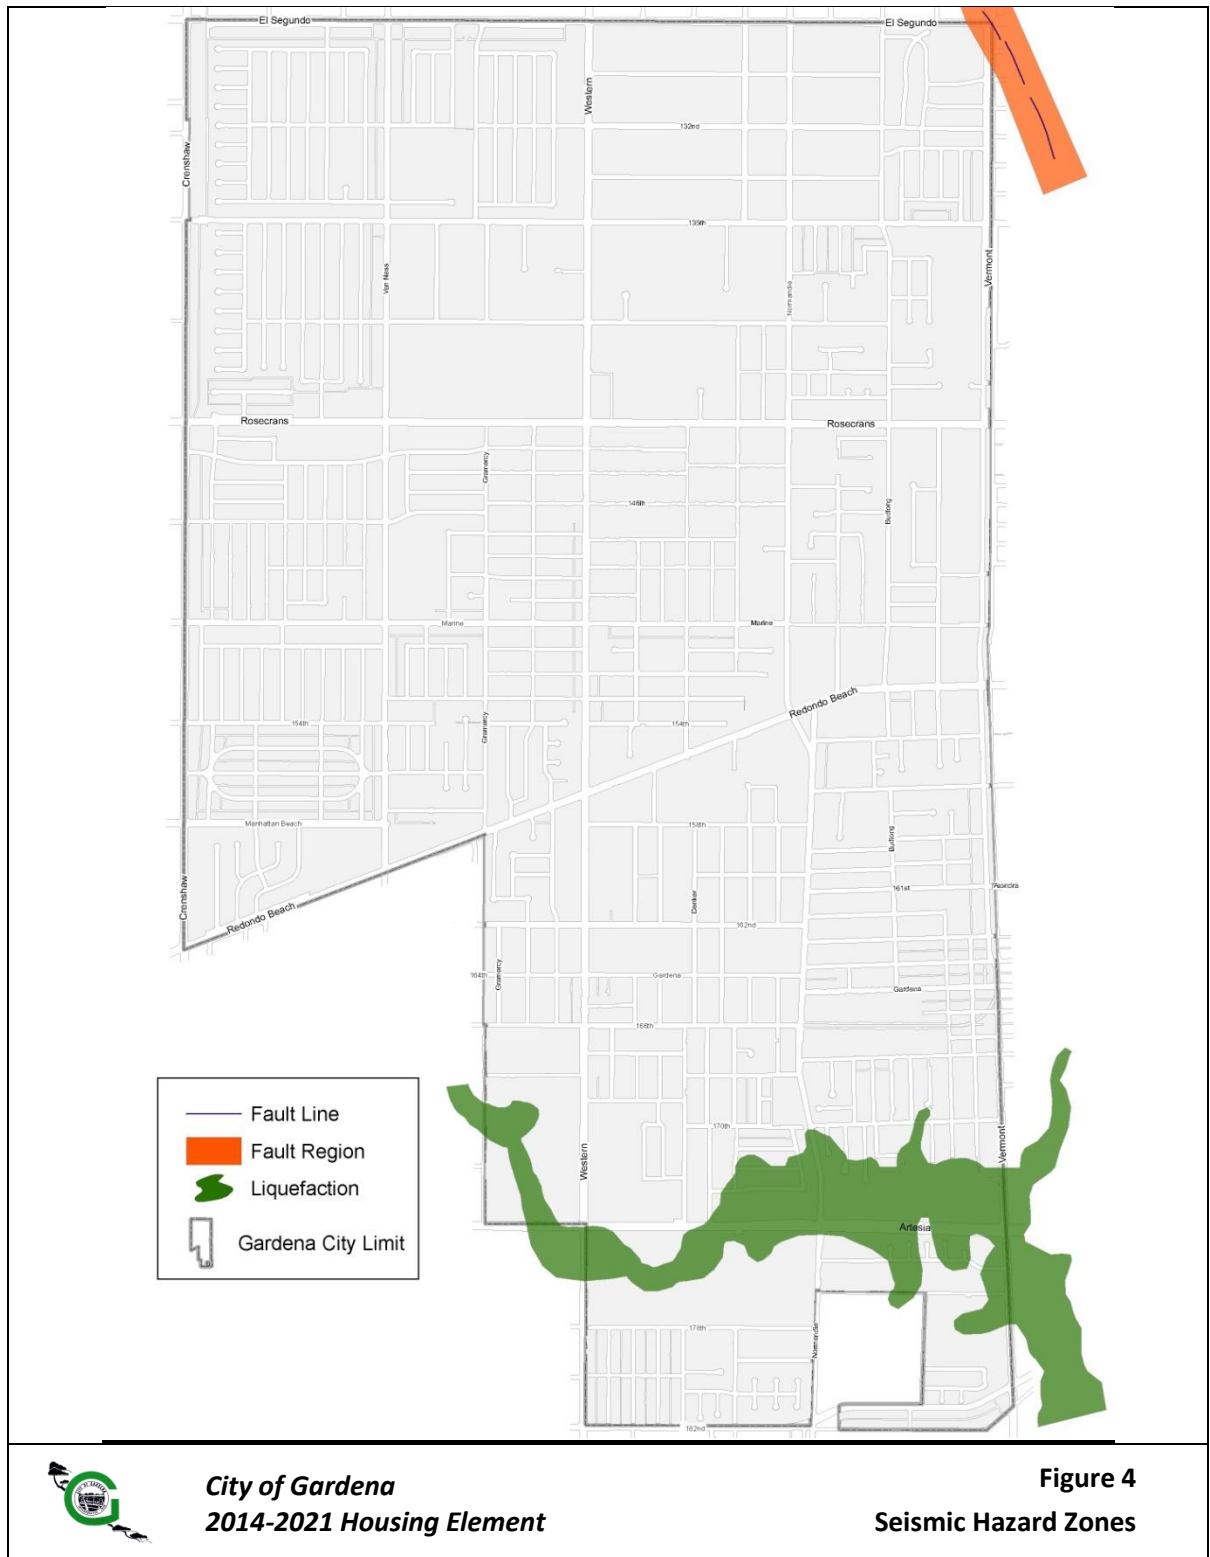 El Segundo
El Segundo
Western
132nd
Crenshaw
135th
Van Ness
Normandie
Vermont
Rosecrans
Rosecrans
Gramercy
146th
Budlong
Marine
Marine
Redondo Beach
154th
Gramercy
154th
Manhattan Beach
158th
Budlong
Crenshaw
161st
Alondra
Denker
Redondo Beach
162nd
164th
Gramercy
Gardena
Gardena
166th
Fault Line
170th
Vermont
Fault Region
Western
Liquefaction
Artesia
Gardena City Limit
178th
Normandie
182nd
City of Gardena
2014-2021 Housing Element
Figure 4
Seismic Hazard Zones